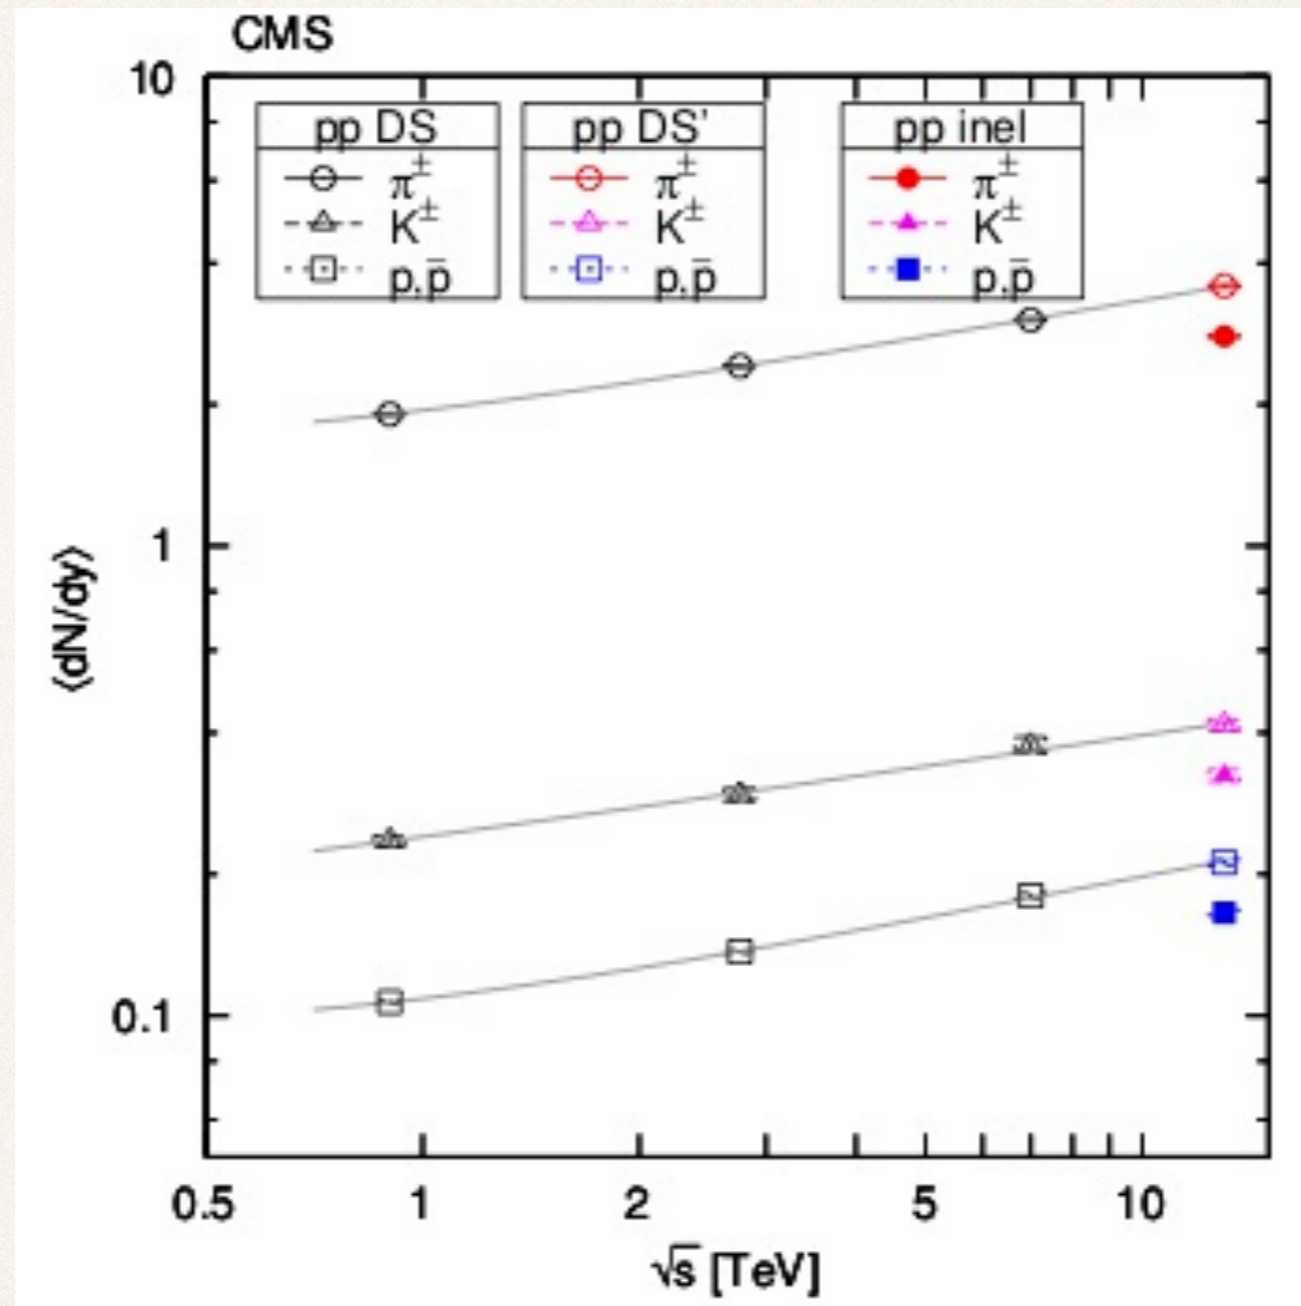 CMS
10
pp DS
π±
K±
p,p̄
pp DS'
π±
K±
p,p̄
pp inel
π±
K±
p,p̄
1
⟨dN/dy⟩
0.1
0.5 1 2 5 10
√s [TeV]